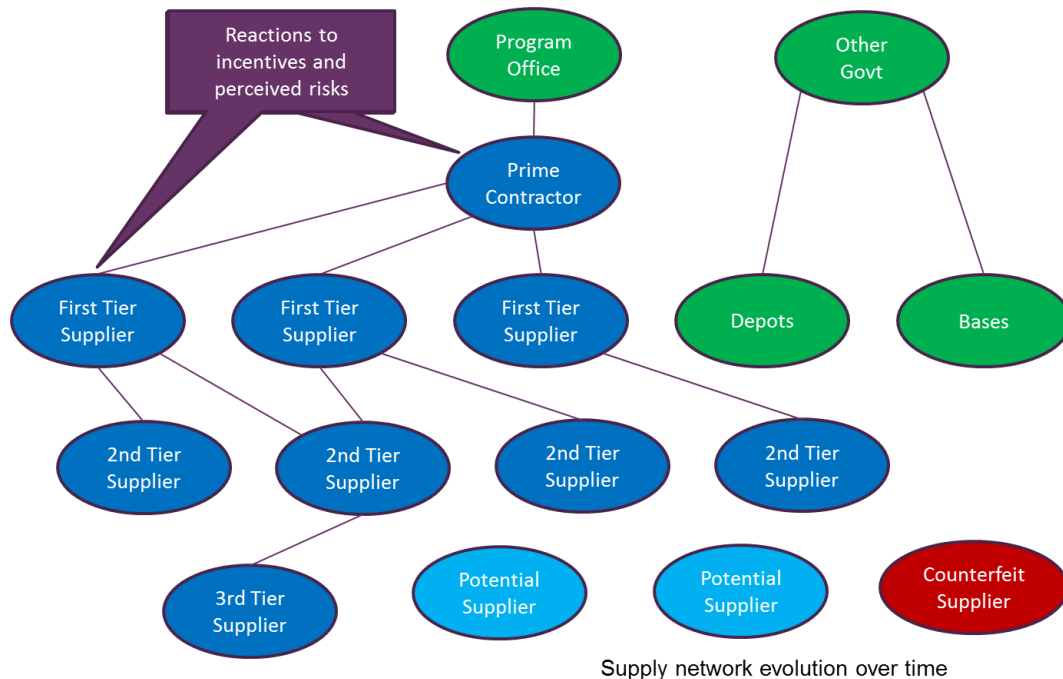 Reactions to
incentives and
perceived risks
Program
Office
Other
Govt
Prime
Contractor
First Tier
Supplier
First Tier
Supplier
First Tier
Supplier
Depots
Bases
2nd Tier
Supplier
2nd Tier
Supplier
2nd Tier
Supplier
2nd Tier
Supplier
3rd Tier
Supplier
Potential
Supplier
Potential
Supplier
Counterfeit
Supplier
Supply network evolution over time